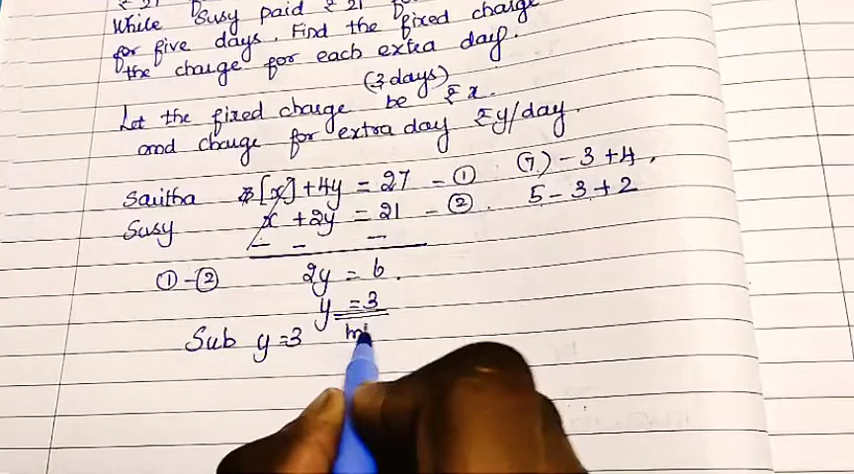 While Susy paid ₹ 21
for five days. Find the fixed charge
the charge for each extra day.
(3 days)
Let the fixed charge be ₹ x.
and charge for extra day ₹ y/day.
Saritha [x] + 4y = 27 - ① (7) - 3 + 4.
Susy x + 2y = 21 - ② 5 - 3 + 2
- - -
① - ② 2y = 6.
y = 3
Sub y = 3 in